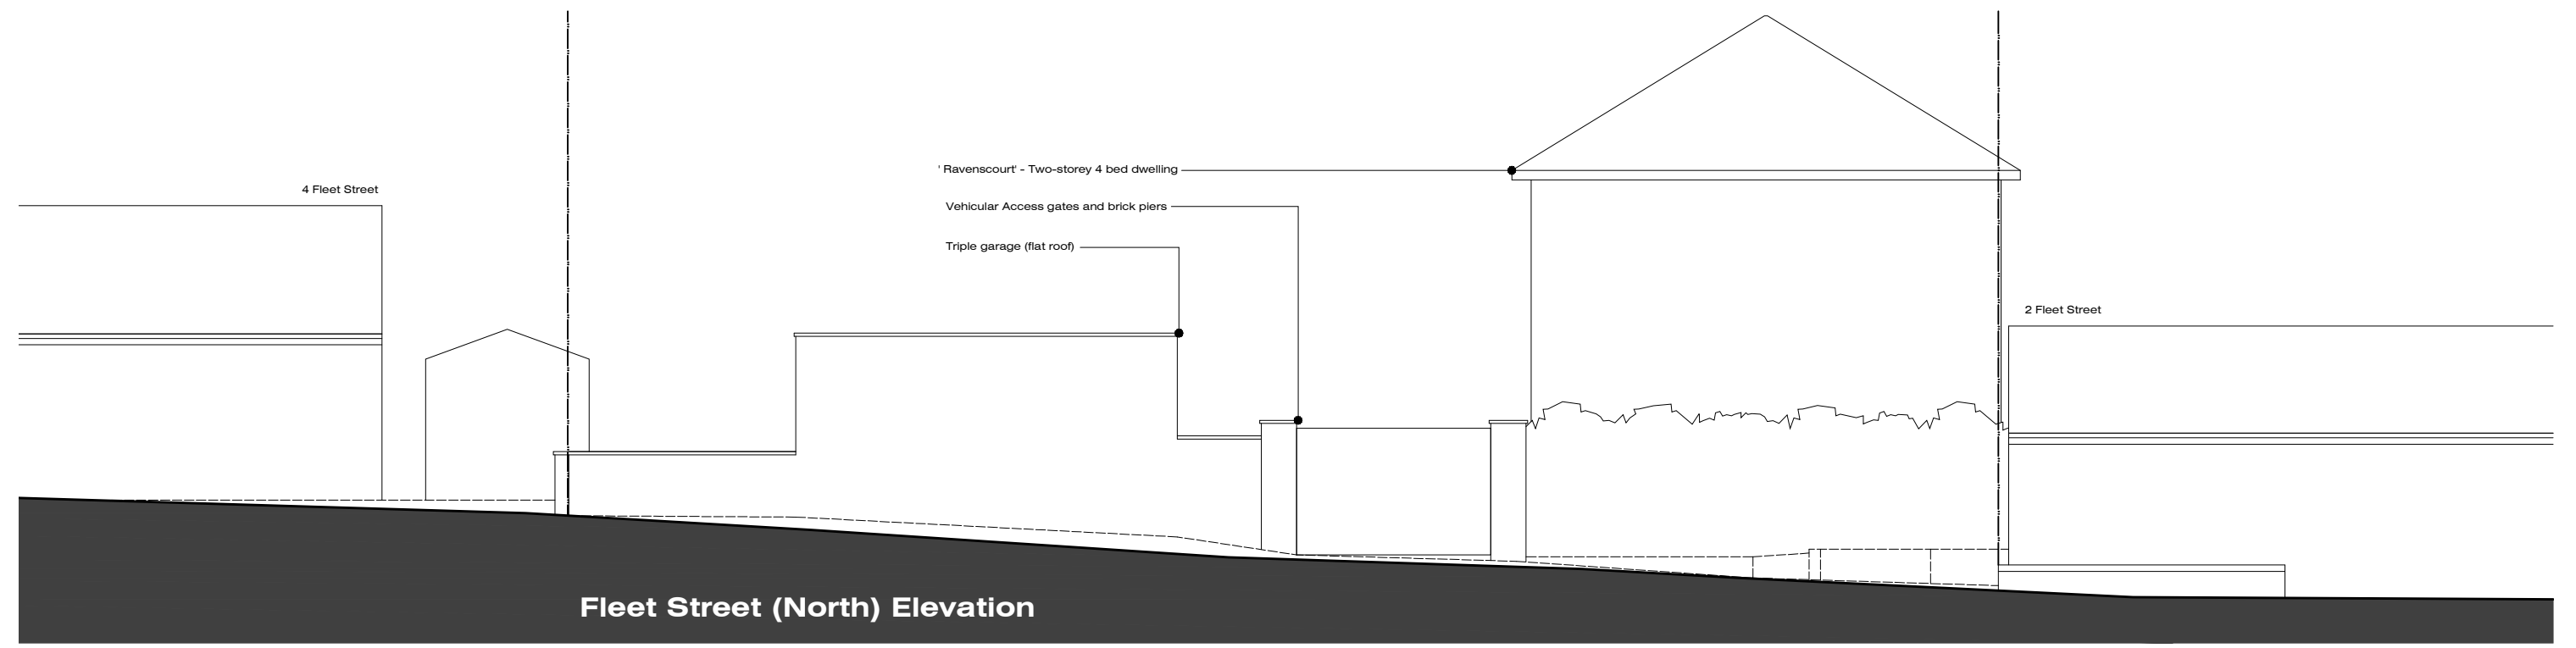 4 Fleet Street
' Ravenscourt' - Two-storey 4 bed dwelling
Vehicular Access gates and brick piers
Triple garage (flat roof)
2 Fleet Street
Fleet Street (North) Elevation